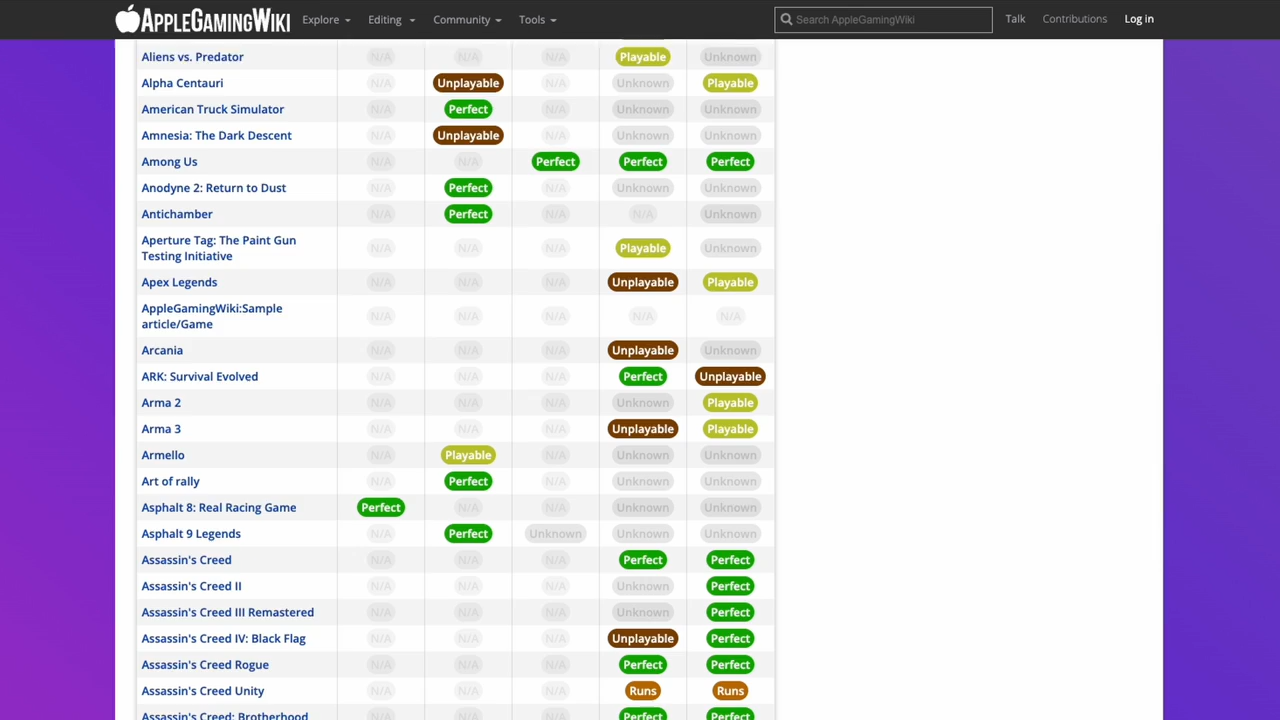 APPLEGAMINGWIKI Explore Editing Community Tools Search AppleGamingWiki Talk Contributions Log in
Aliens vs. Predator N/A N/A N/A Playable Unknown
Alpha Centauri N/A Unplayable N/A Unknown Playable
American Truck Simulator N/A Perfect N/A Unknown Unknown
Amnesia: The Dark Descent N/A Unplayable N/A Unknown Unknown
Among Us N/A N/A Perfect Perfect Perfect
Anodyne 2: Return to Dust N/A Perfect N/A Unknown Unknown
Antichamber N/A Perfect N/A N/A Unknown
Aperture Tag: The Paint Gun
Testing Initiative N/A N/A N/A Playable Unknown
Apex Legends N/A N/A N/A Unplayable Playable
AppleGamingWiki:Sample
article/Game N/A N/A N/A N/A N/A
Arcania N/A N/A N/A Unplayable Unknown
ARK: Survival Evolved N/A N/A N/A Perfect Unplayable
Arma 2 N/A N/A N/A Unknown Playable
Arma 3 N/A N/A N/A Unplayable Playable
Armello N/A Playable N/A Unknown Unknown
Art of rally N/A Perfect N/A Unknown Unknown
Asphalt 8: Real Racing Game Perfect N/A N/A Unknown Unknown
Asphalt 9 Legends N/A Perfect Unknown Unknown Unknown
Assassin's Creed N/A N/A N/A Perfect Perfect
Assassin's Creed II N/A N/A N/A Unknown Perfect
Assassin's Creed III Remastered N/A N/A N/A Unknown Perfect
Assassin's Creed IV: Black Flag N/A N/A N/A Unplayable Perfect
Assassin's Creed Rogue N/A N/A N/A Perfect Perfect
Assassin's Creed Unity N/A N/A N/A Runs Runs
Assassin's Creed: Brotherhood N/A N/A N/A Perfect Perfect